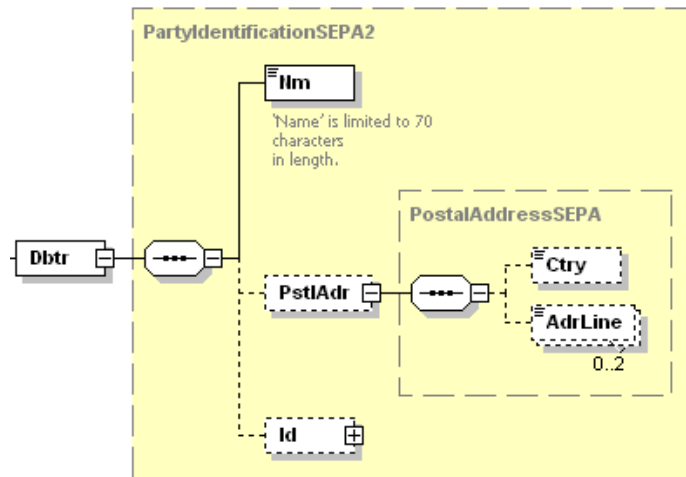 PartyIdentificationSEPA2
Nm
'Name' is limited to 70
characters
in length.
PostalAddressSEPA
Dbtr
Ctry
PstlAdr
AdrLine
0..2
Id